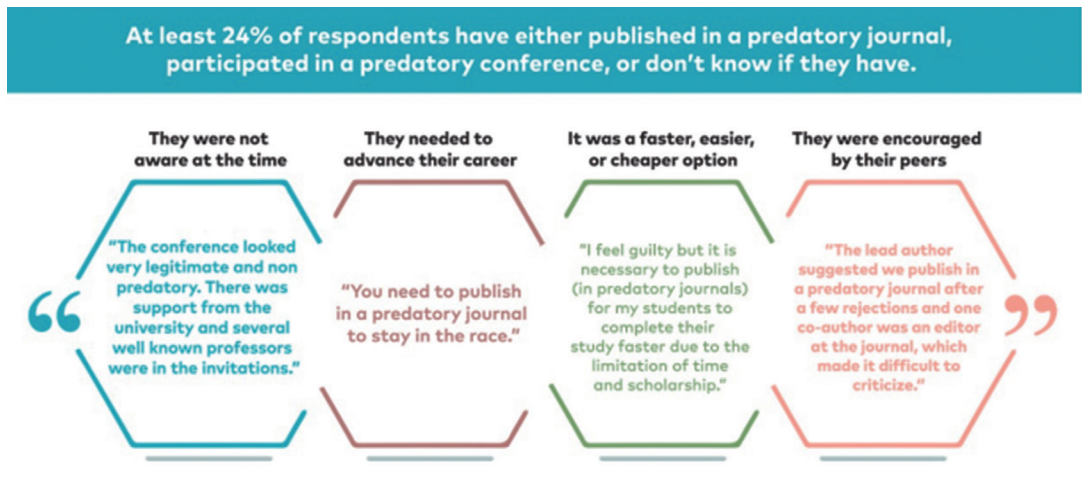 At least 24% of respondents have either published in a predatory journal,
participated in a predatory conference, or don't know if they have.
They were not
aware at the time
"The conference looked
very legitimate and non
predatory. There was
support from the
university and several
well known professors
were in the invitations."
They needed to
advance their career
"You need to publish
in a predatory journal
to stay in the race."
It was a faster, easier,
or cheaper option
"I feel guilty but it is
necessary to publish
(in predatory journals)
for my students to
complete their
study faster due to the
limitation of time
and scholarship."
They were encouraged
by their peers
"The lead author
suggested we publish in
a predatory journal after
a few rejections and one
co-author was an editor
at the journal, which
made it difficult to
criticize."